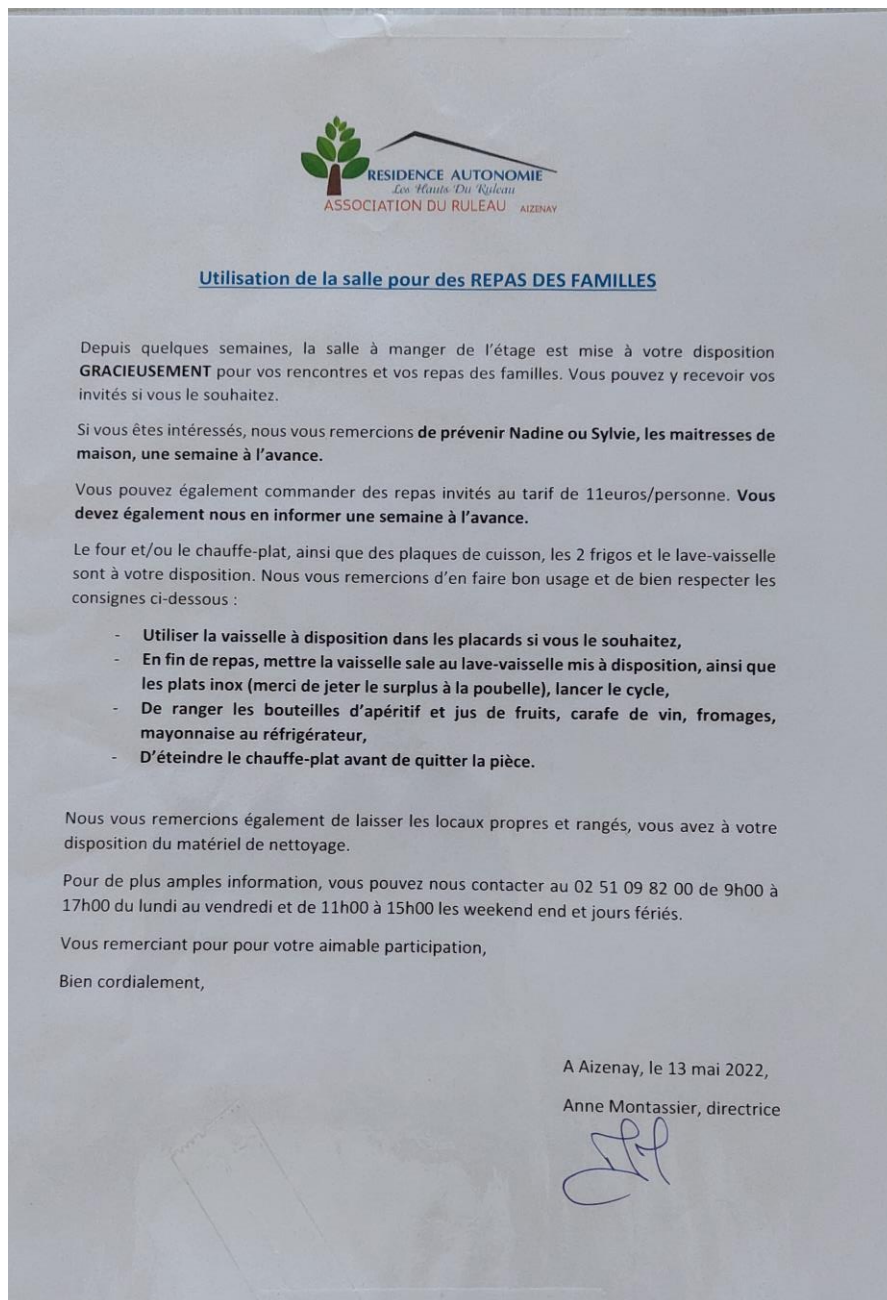 RESIDENCE AUTONOMIE
Les Hauts Du Ruleau
ASSOCIATION DU RULEAU AIZENAY
Utilisation de la salle pour des REPAS DES FAMILLES
Depuis quelques semaines, la salle à manger de l'étage est mise à votre disposition
GRACIEUSEMENT pour vos rencontres et vos repas des familles. Vous pouvez y recevoir vos
invités si vous le souhaitez.
Si vous êtes intéressés, nous vous remercions de prévenir Nadine ou Sylvie, les maitresses de
maison, une semaine à l'avance.
Vous pouvez également commander des repas invités au tarif de 11euros/personne. Vous
devez également nous en informer une semaine à l'avance.
Le four et/ou le chauffe-plat, ainsi que des plaques de cuisson, les 2 frigos et le lave-vaisselle
sont à votre disposition. Nous vous remercions d'en faire bon usage et de bien respecter les
consignes ci-dessous :
- Utiliser la vaisselle à disposition dans les placards si vous le souhaitez,
- En fin de repas, mettre la vaisselle sale au lave-vaisselle mis à disposition, ainsi que
les plats inox (merci de jeter le surplus à la poubelle), lancer le cycle,
- De ranger les bouteilles d'apéritif et jus de fruits, carafe de vin, fromages,
mayonnaise au réfrigérateur,
- D'éteindre le chauffe-plat avant de quitter la pièce.
Nous vous remercions également de laisser les locaux propres et rangés, vous avez à votre
disposition du matériel de nettoyage.
Pour de plus amples information, vous pouvez nous contacter au 02 51 09 82 00 de 9h00 à
17h00 du lundi au vendredi et de 11h00 à 15h00 les weekend end et jours fériés.
Vous remerciant pour pour votre aimable participation,
Bien cordialement,
A Aizenay, le 13 mai 2022,
Anne Montassier, directrice